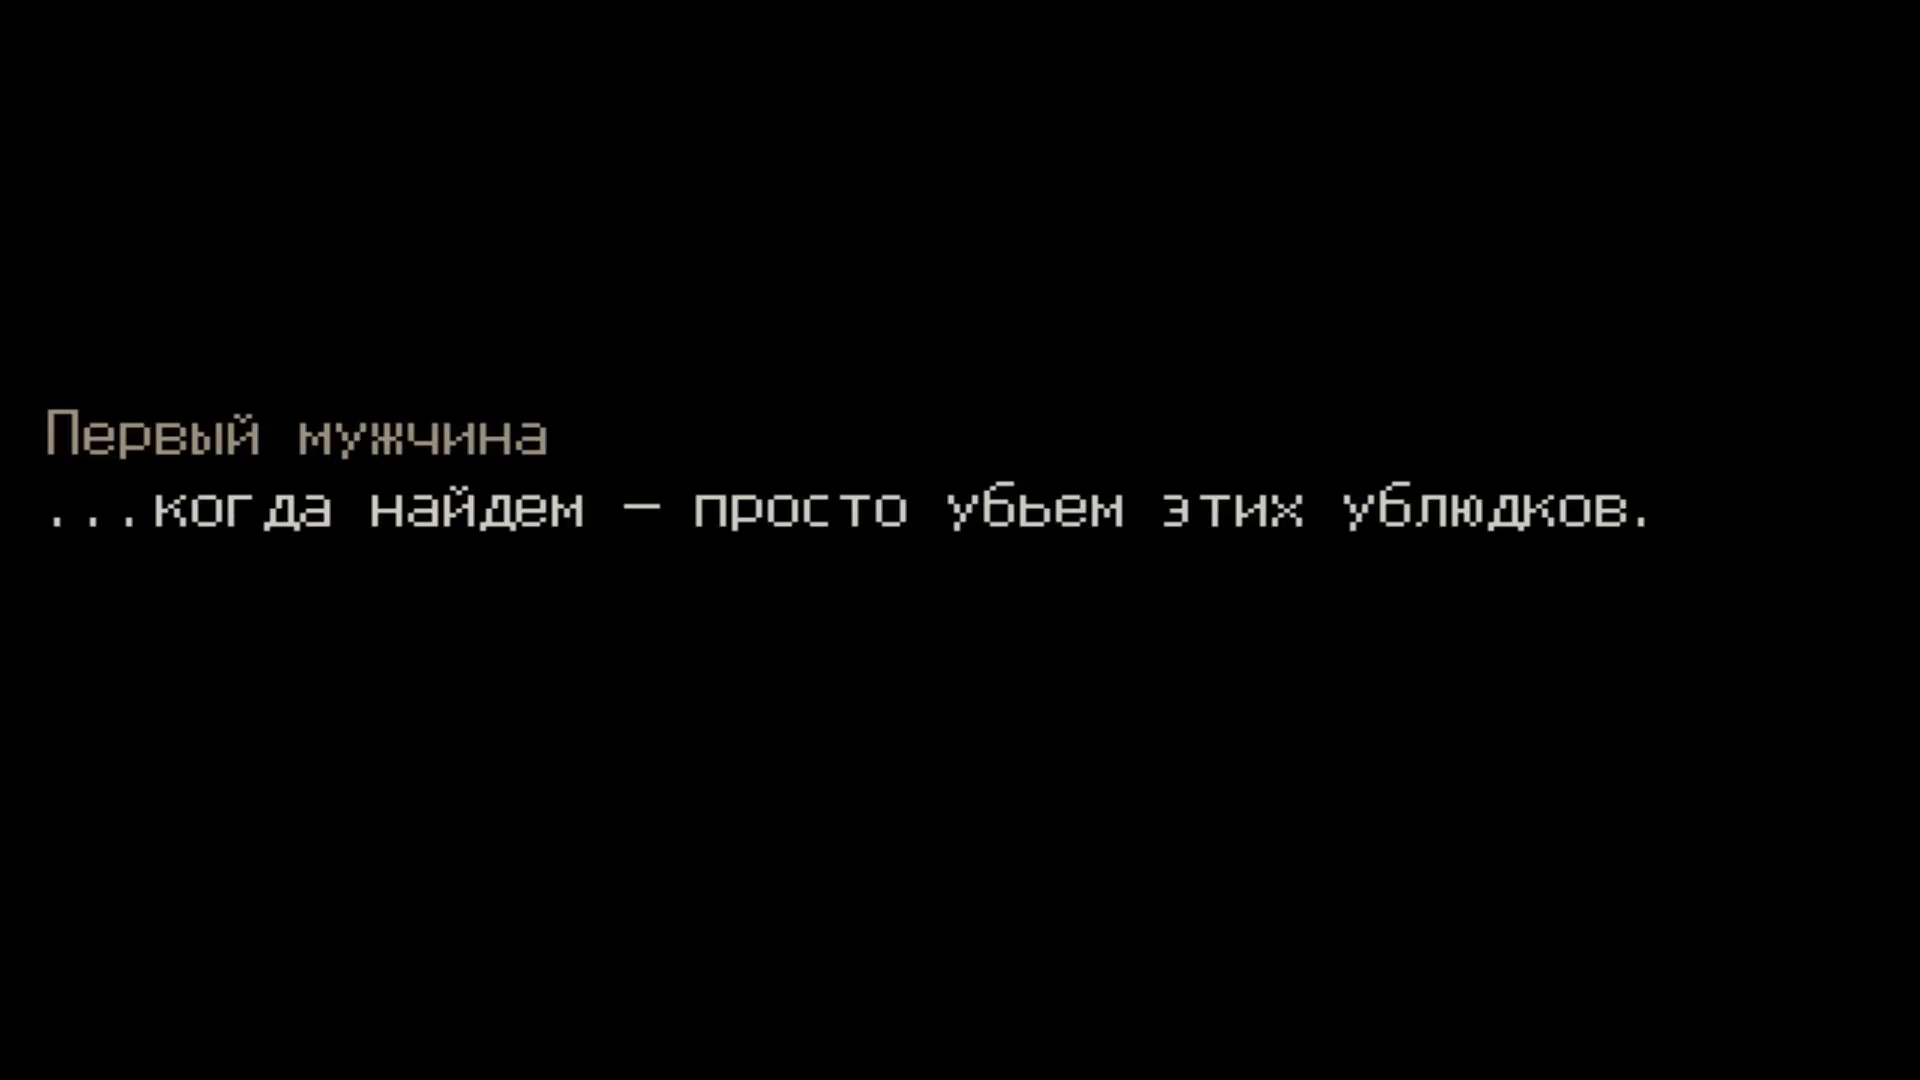 Первый мужчина
...когда найдем — просто убьем этих ублюдков.